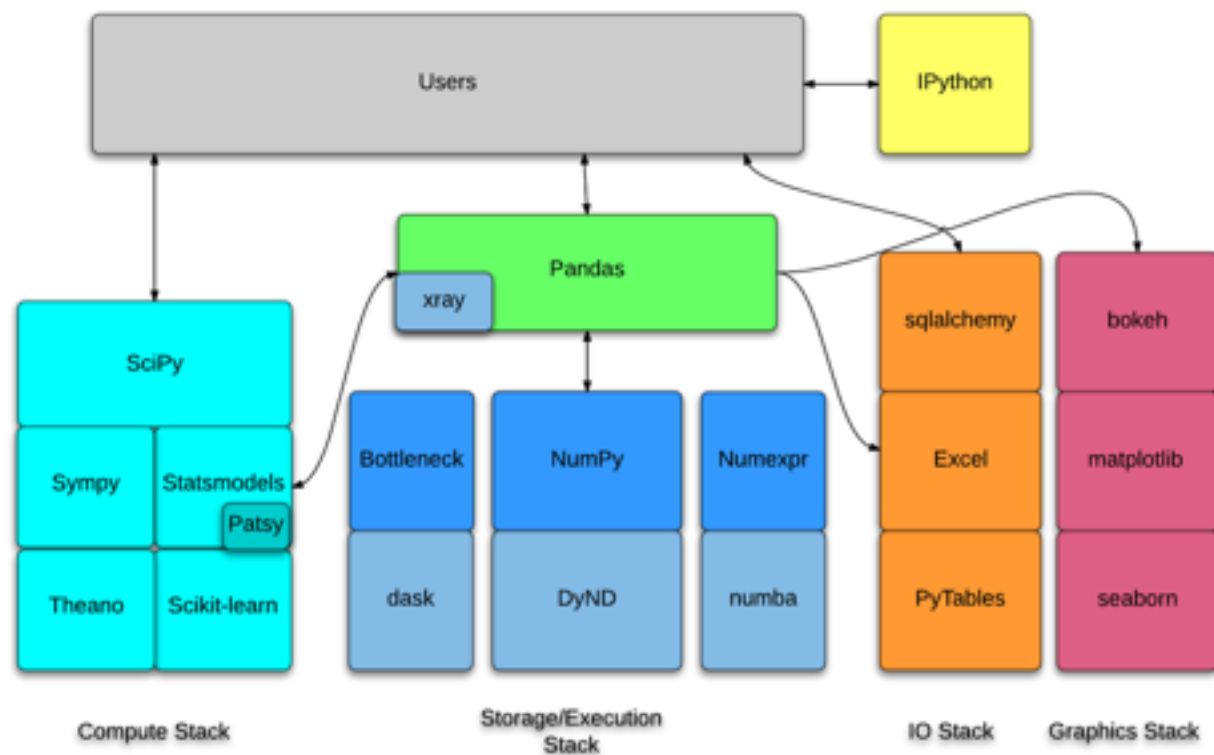 Users
IPython
Pandas
xray
SciPy
sqlalchemy
bokeh
Sympy
Statsmodels
Patsy
Bottleneck
NumPy
Numexpr
Excel
matplotlib
Theano
Scikit-learn
dask
DyND
numba
PyTables
seaborn
Compute Stack
Storage/Execution
Stack
IO Stack
Graphics Stack